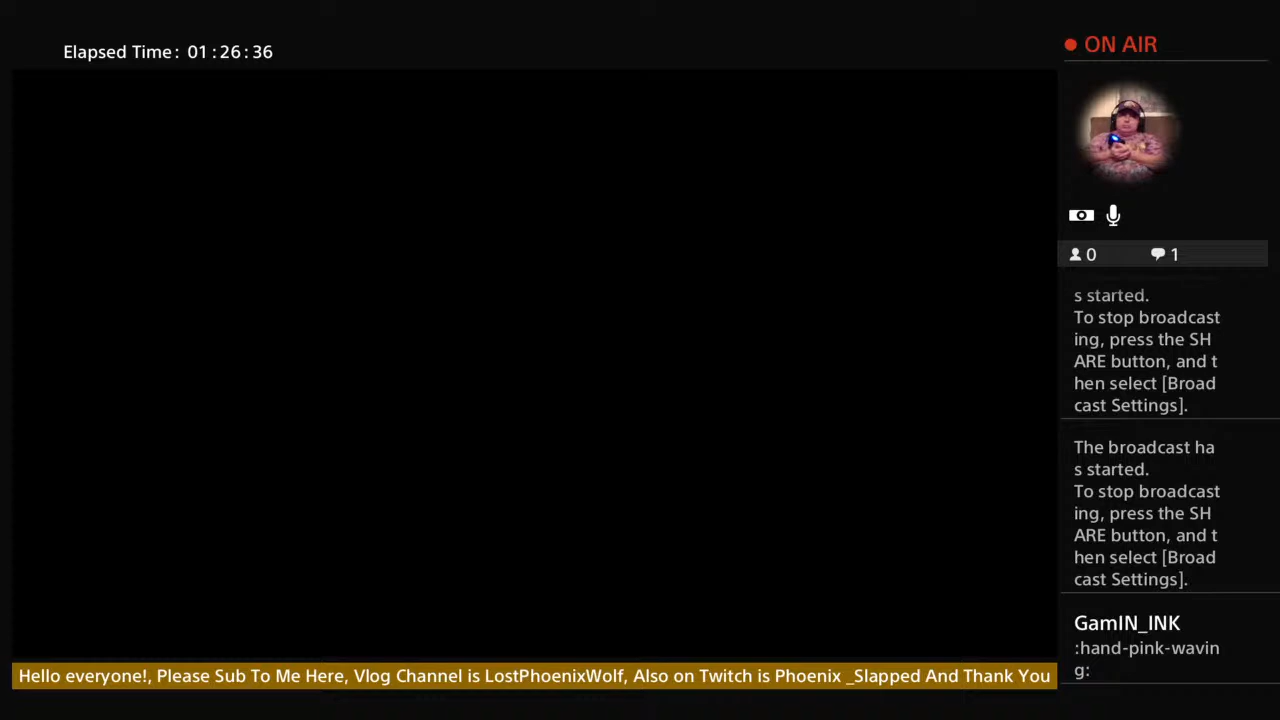 Elapsed Time: 01:26:36
ON AIR
0
1
s started.
To stop broadcast
ing, press the SH
ARE button, and t
hen select [Broad
cast Settings].
The broadcast ha
s started.
To stop broadcast
ing, press the SH
ARE button, and t
hen select [Broad
cast Settings].
GamIN_INK
:hand-pink-wavin
g:
Hello everyone!, Please Sub To Me Here, Vlog Channel is LostPhoenixWolf, Also on Twitch is Phoenix _Slapped And Thank You